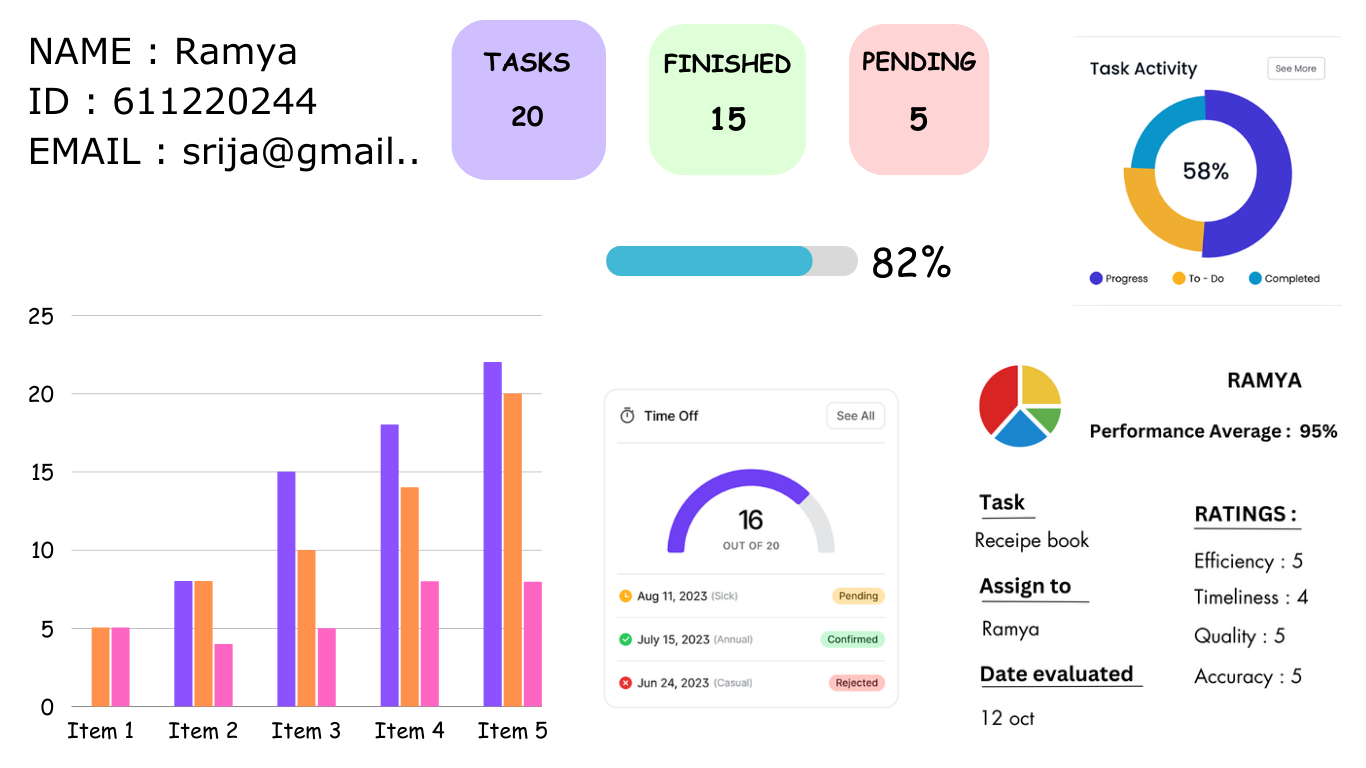 NAME : Ramya
ID : 611220244
EMAIL : srija@gmail..
TASKS
20
FINISHED
15
PENDING
5
Task Activity
See More
58%
Progress
To - Do
Completed
82%
25
20
15
10
5
0
Item 1
Item 2
Item 3
Item 4
Item 5
Time Off
See All
16
OUT OF 20
Aug 11, 2023 (Sick) Pending
July 15, 2023 (Annual) Confirmed
Jun 24, 2023 (Casual) Rejected
RAMYA
Performance Average : 95%
Task
Receipe book
Assign to
Ramya
Date evaluated
12 oct
RATINGS :
Efficiency : 5
Timeliness : 4
Quality : 5
Accuracy : 5